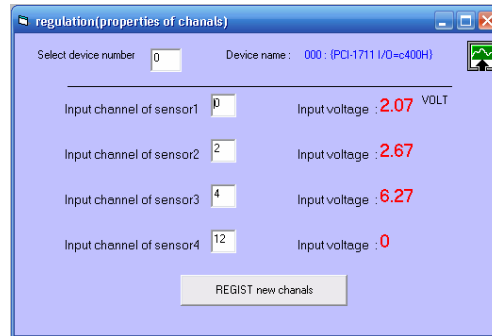 regulation(properties of chanals)
Select device number 0 Device name : 000 : {PCI-1711 I/O=c400H}
Input channel of sensor1 0 Input voltage : 2.07 VOLT
Input channel of sensor2 2 Input voltage : 2.67
Input channel of sensor3 4 Input voltage : 6.27
Input channel of sensor4 12 Input voltage : 0
REGIST new chanals